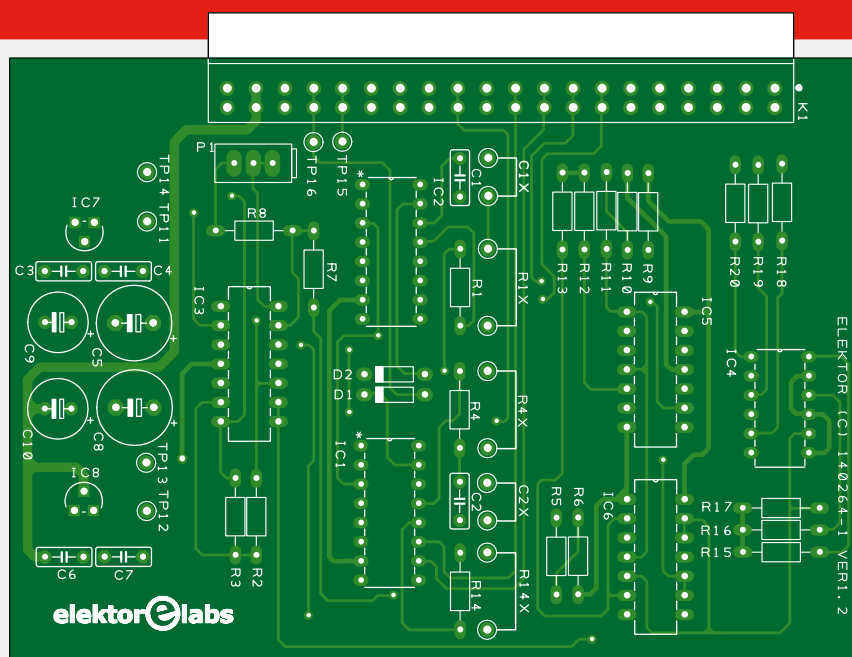 K1
P1
TP16
TP15
TP14
TP11
IC7
R8
R7
*
IC2
C1
C1X
R13
R12
R11
R10
R9
R20
R19
R18
C3
C4
IC3
R1
R1X
IC5
C9
C5
+
+
IC4
D2
D1
R4
R4X
C10
C8
+
+
TP13
TP12
IC8
*
IC1
C2
C2X
R5
R6
IC6
R17
R16
R15
C6
C7
R3
R2
R14
R14X
ELEKTOR (C) 140264-1 VER1.2
elektor e labs